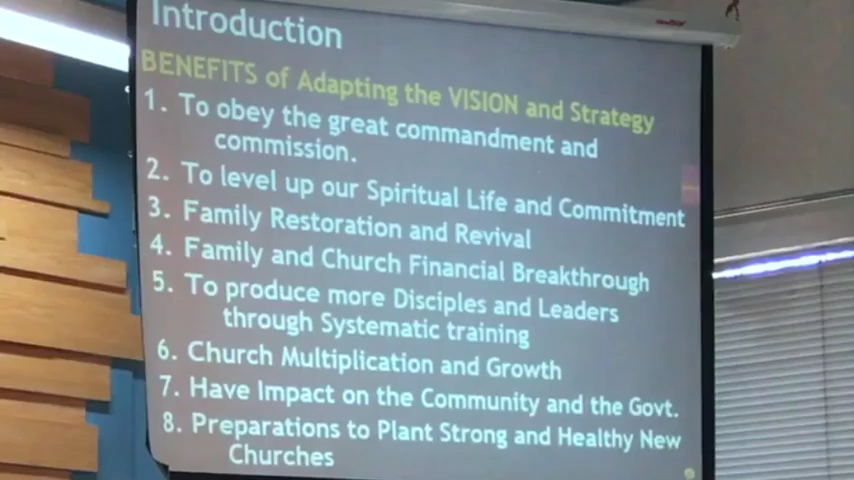 Introduction
BENEFITS of Adapting the VISION and Strategy
1. To obey the great commandment and
commission.
2. To level up our Spiritual Life and Commitment
3. Family Restoration and Revival
4. Family and Church Financial Breakthrough
5. To produce more Disciples and Leaders
through Systematic training
6. Church Multiplication and Growth
7. Have Impact on the Community and the Govt.
8. Preparations to Plant Strong and Healthy New
Churches